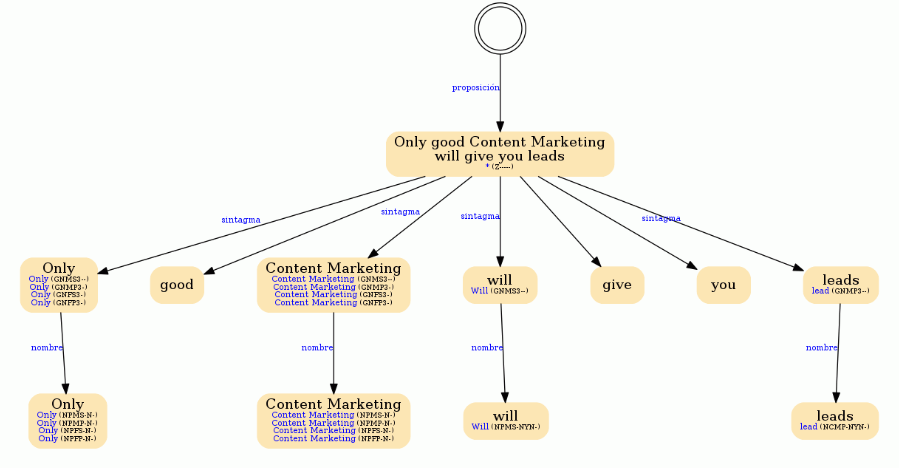 proposición
Only good Content Marketing
will give you leads
* (Z-----)
sintagma
sintagma
sintagma
sintagma
Only
Only (GNMS3--)
Only (GNMP3-)
Only (GNFS3-)
Only (GNFP3-)
good
Content Marketing
Content Marketing (GNMS3--)
Content Marketing (GNMP3-)
Content Marketing (GNFS3-)
Content Marketing (GNFP3-)
will
Will (GNMS3--)
give
you
leads
lead (GNMP3--)
nombre
nombre
nombre
nombre
Only
Only (NPMS-N-)
Only (NPMP-N-)
Only (NPFS-N-)
Only (NPFP-N-)
Content Marketing
Content Marketing (NPMS-N-)
Content Marketing (NPMP-N-)
Content Marketing (NPFS-N-)
Content Marketing (NPFP-N-)
will
Will (NPMS-NYN-)
leads
lead (NCMP-NYN-)